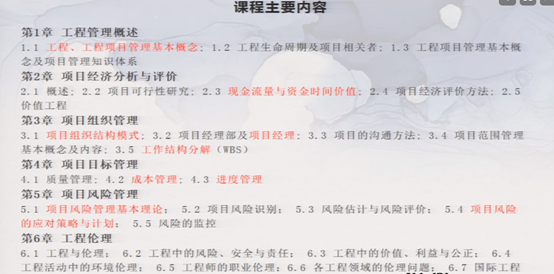 课程主要内容
第1章 工程管理概述
1.1 工程、工程项目管理基本概念；1.2 工程生命周期及项目相关者；1.3 工程项目管理基本概
念及项目管理知识体系
第2章 项目经济分析与评价
2.1 概述；2.2 项目可行性研究；2.3 现金流量与资金时间价值；2.4 项目经济评价方法；2.5
价值工程
第3章 项目组织管理
3.1 项目组织结构模式；3.2 项目经理部及项目经理；3.3 项目的沟通方法；3.4 项目范围管理
基本概念及内容；3.5 工作结构分解（WBS）
第4章 项目目标管理
4.1 质量管理；4.2 成本管理；4.3 进度管理
第5章 项目风险管理
5.1 项目风险管理基本理论；5.2 项目风险识别；5.3 风险估计与风险评价；5.4 项目风险
的应对策略与计划；5.5 风险的监控
第6章 工程伦理
6.1 工程与伦理；6.2 工程中的风险、安全与责任；6.3 工程中的价值、利益与公正；6.4
工程活动中的环境伦理；6.5 工程师的职业伦理；6.6 各工程领域的伦理问题；6.7 国际工程